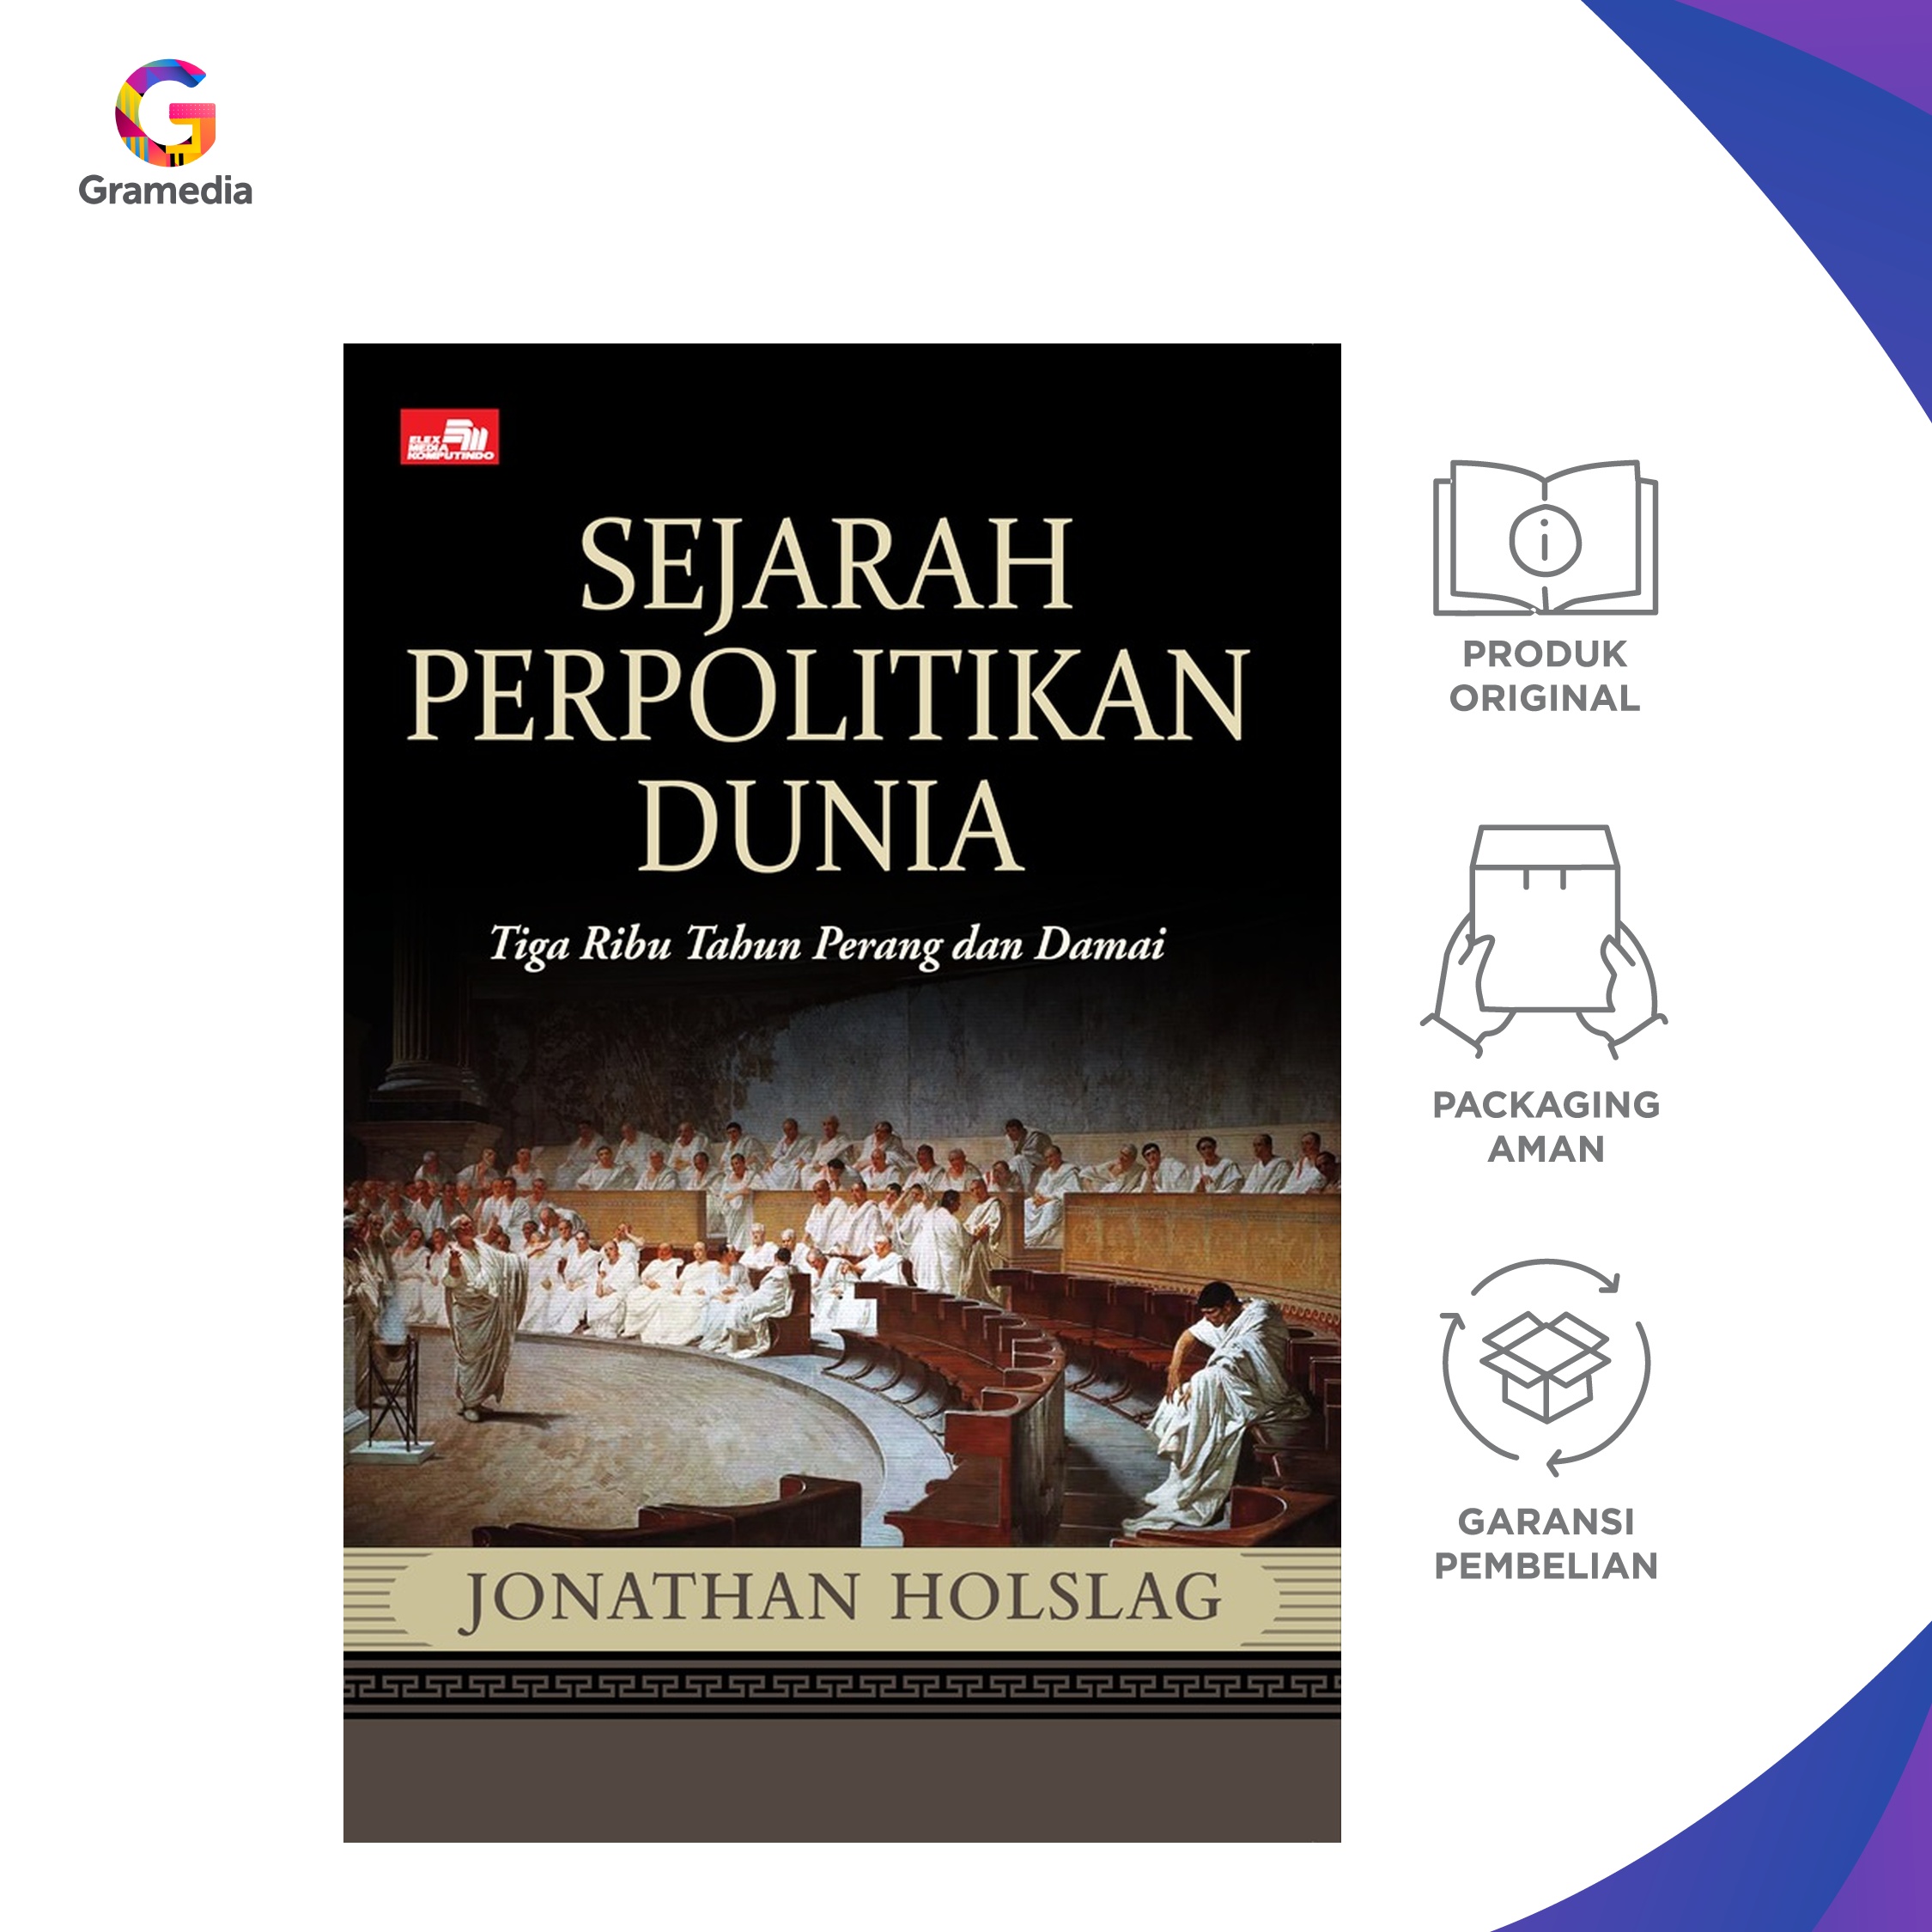 Gramedia
ELEX
MEDIA
KOMPUTINDO
SEJARAH
PERPOLITIKAN
DUNIA
Tiga Ribu Tahun Perang dan Damai
JONATHAN HOLSLAG
PRODUK
ORIGINAL
PACKAGING
AMAN
GARANSI
PEMBELIAN